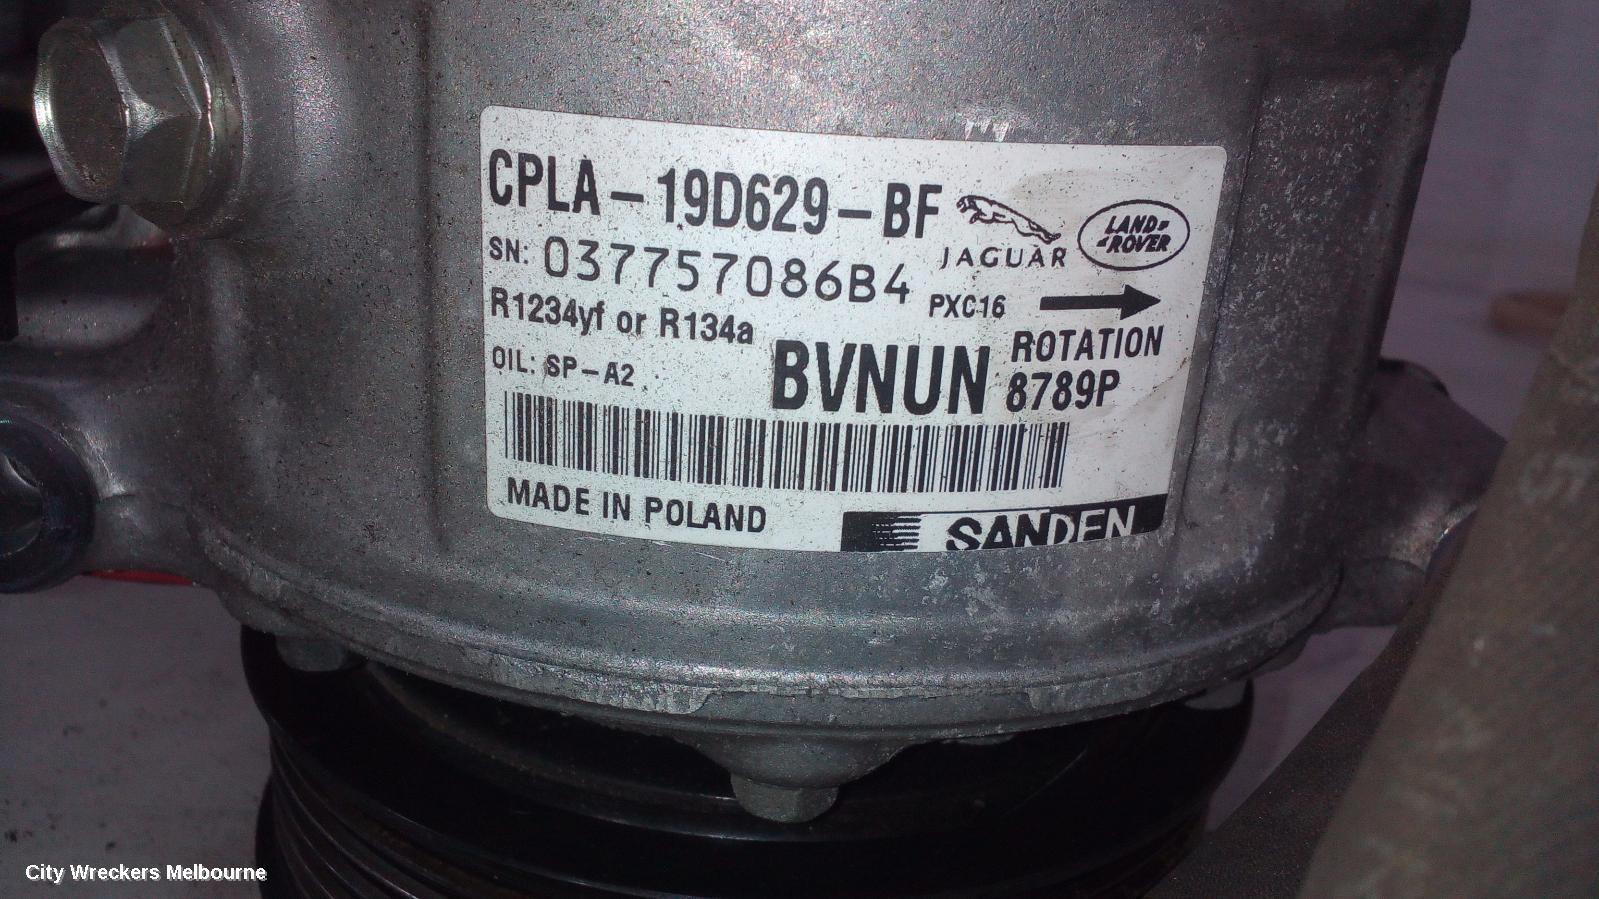 CPLA-19D629-BF
JAGUAR
LAND ROVER
SN: 037757086B4
PXC16
R1234yf or R134a
ROTATION
OIL: SP-A2
BVNUN
8789P
MADE IN POLAND
SANDEN
City Wreckers Melbourne